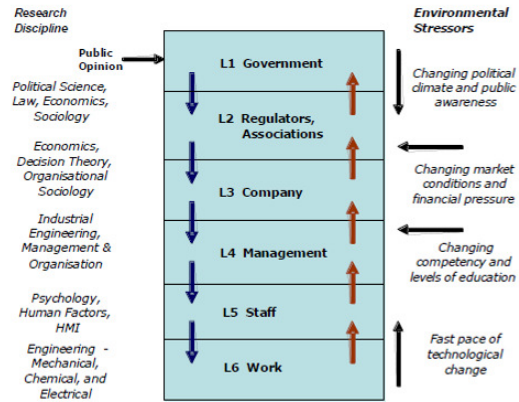 Research
Discipline
Environmental
Stressors
Public
Opinion
L1 Government
Changing political
climate and public
awareness
Political Science,
Law, Economics,
Sociology
L2 Regulators,
Associations
Economics,
Decision Theory,
Organisational
Sociology
L3 Company
Changing market
conditions and
financial pressure
Industrial
Engineering,
Management &
Organisation
L4 Management
Changing
competency and
levels of education
Psychology,
Human Factors,
HMI
L5 Staff
Fast pace of
technological
change
Engineering -
Mechanical,
Chemical, and
Electrical
L6 Work